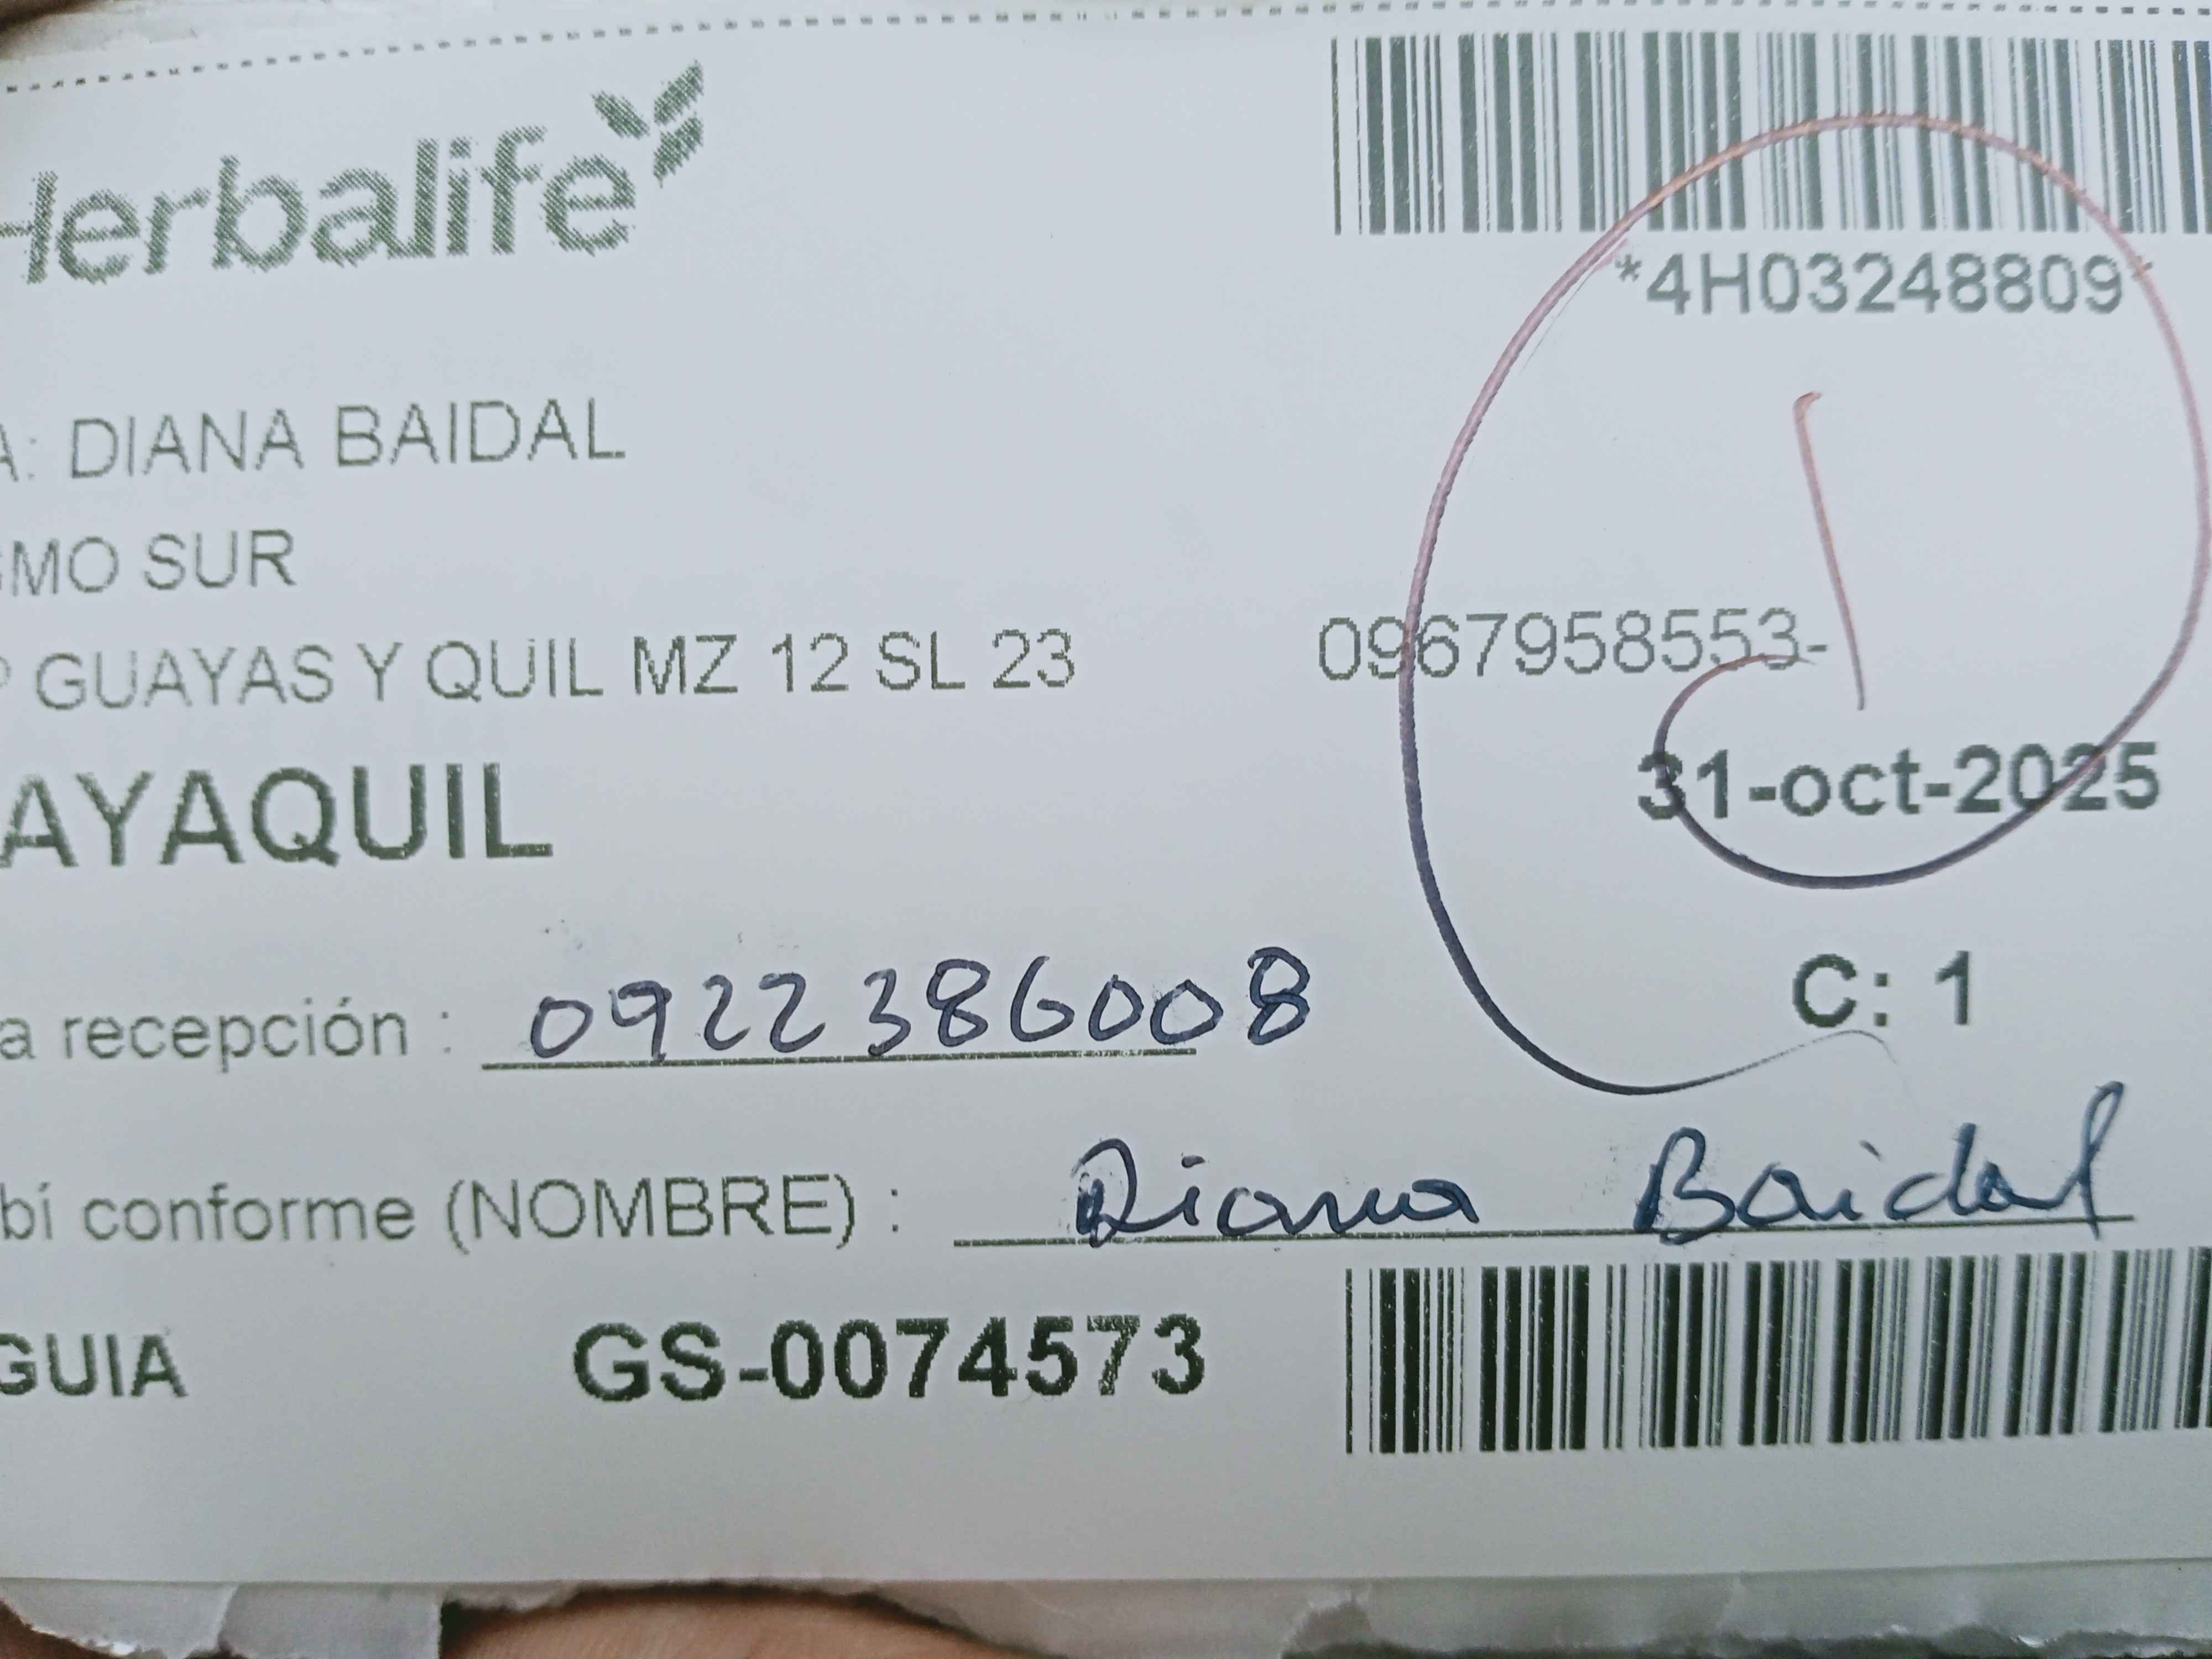 Herbalife
*4H03248809*
A: DIANA BAIDAL
SMO SUR
P GUAYAS Y QUIL MZ 12 SL 23 0967958553-
AYAQUIL 31-oct-2025
C: 1
a recepción : 0922386008
bí conforme (NOMBRE) : Diana Baidal
GUIA GS-0074573